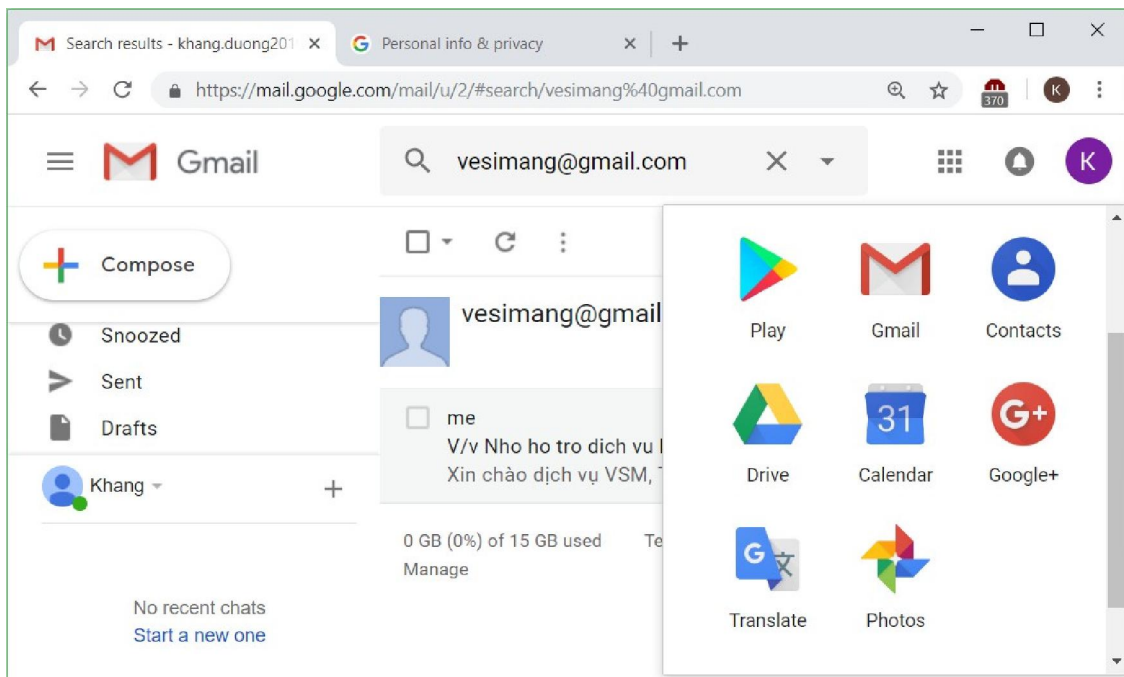 Search results - khang.duong201
Personal info & privacy
https://mail.google.com/mail/u/2/#search/vesimang%40gmail.com
370
K
Gmail
vesimang@gmail.com
K
Compose
Snoozed
Sent
Drafts
Khang
No recent chats
Start a new one
vesimang@gmail
me
V/v Nho ho tro dich vu
Xin chào dịch vụ VSM,
0 GB (0%) of 15 GB used
Manage
Play
Gmail
Contacts
Drive
31
Calendar
G+
Google+
G
文
Translate
Photos